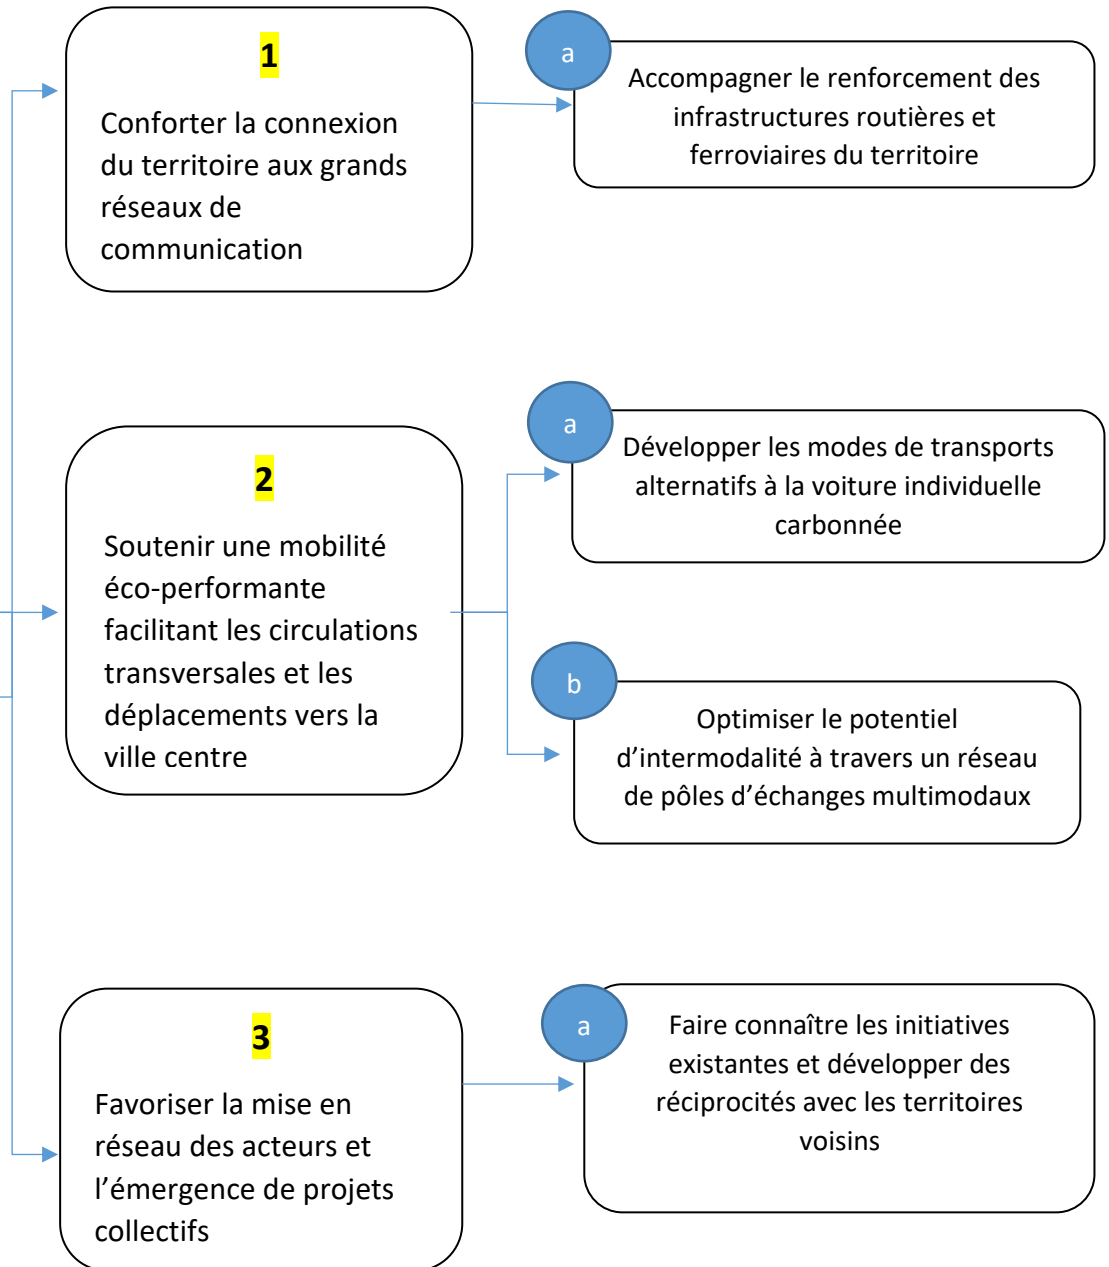 1
Conforter la connexion
du territoire aux grands
réseaux de
communication
a
Accompagner le renforcement des
infrastructures routières et
ferroviaires du territoire
2
Soutenir une mobilité
éco-performante
facilitant les circulations
transversales et les
déplacements vers la
ville centre
a
Développer les modes de transports
alternatifs à la voiture individuelle
carbonnée
b
Optimiser le potentiel
d’intermodalité à travers un réseau
de pôles d’échanges multimodaux
3
Favoriser la mise en
réseau des acteurs et
l’émergence de projets
collectifs
a
Faire connaître les initiatives
existantes et développer des
réciprocités avec les territoires
voisins